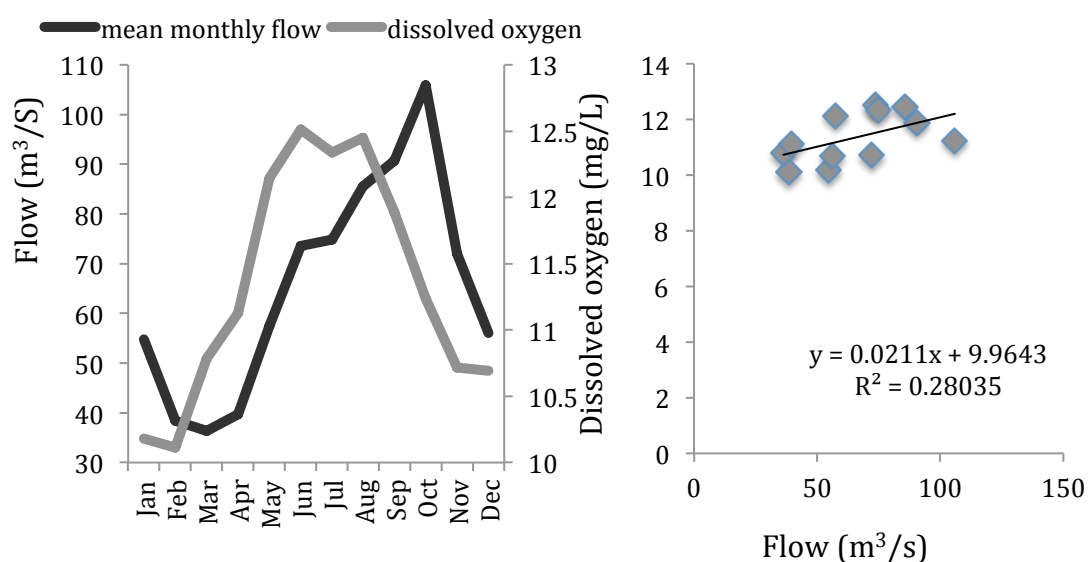 mean monthly flow
dissolved oxygen
Flow (m³/S)
110
100
90
80
70
60
50
40
30
Jan
Feb
Mar
Apr
May
Jun
Jul
Aug
Sep
Oct
Nov
Dec
13
12.5
12
11.5
11
10.5
10
Dissolved oxygen (mg/L)
14
12
10
8
6
4
2
0
y = 0.0211x + 9.9643
R² = 0.28035
0
50
100
150
Flow (m³/s)